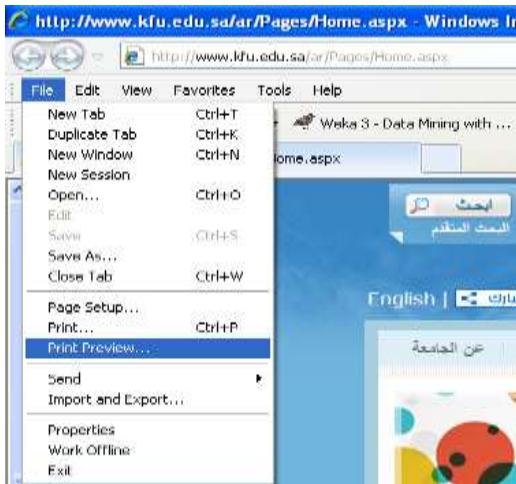 http://www.kfu.edu.sa/ar/Pages/Home.aspx - Windows
http://www.kfu.edu.sa/ar/Pages/Home.aspx
File Edit View Favorites Tools Help
Weka 3 - Data Mining with ...
ome.aspx
New Tab Ctrl+T
Duplicate Tab Ctrl+K
New Window Ctrl+N
New Session
Open... Ctrl+O
Edit
Save Ctrl+S
Save As...
Close Tab Ctrl+W
Page Setup...
Print... Ctrl+P
Print Preview...
Send
Import and Export...
Properties
Work Offline
Exit
ابحث
البحث المتقدم
English |
عن الجامعة